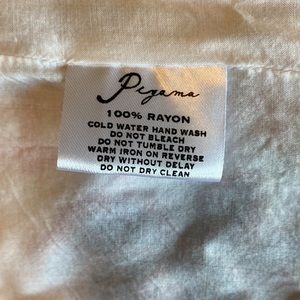 Pigama
100% RAYON
COLD WATER HAND WASH
DO NOT BLEACH
DO NOT TUMBLE DRY
WARM IRON ON REVERSE
DRY WITHOUT DELAY
DO NOT DRY CLEAN